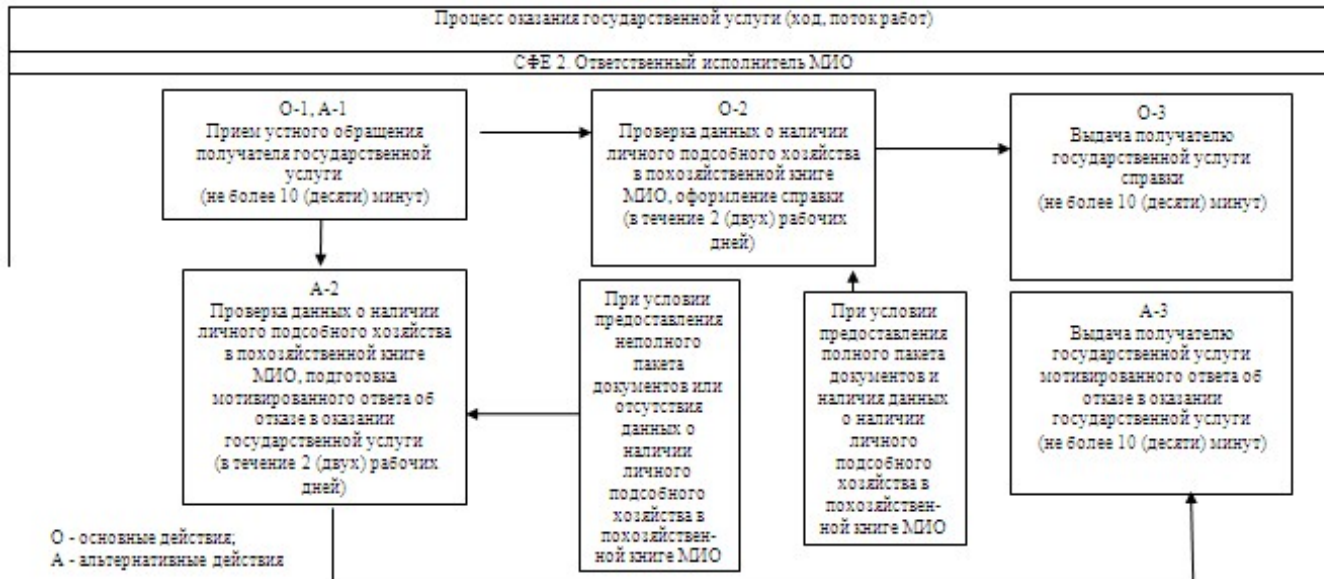 Процесс оказания государственной услуги (ход, поток работ)
СФЕ 2. Ответственный исполнитель МИО
О-1, А-1
Прием устного обращения
получателя государственной
услуги
(не более 10 (десяти) минут)
О-2
Проверка данных о наличии
личного подсобного хозяйства
в похозяйственной книге
МИО, оформление справки
(в течение 2 (двух) рабочих
дней)
О-3
Выдача получателю
государственной услуги
справки
(не более 10 (десяти) минут)
А-2
Проверка данных о наличии
личного подсобного хозяйства
в похозяйственной книге
МИО, подготовка
мотивированного ответа об
отказе в оказании
государственной услуги
(в течение 2 (двух) рабочих
дней)
При условии
предоставления
неполного
пакета
документов или
отсутствия
данных о
наличии
личного
подсобного
хозяйства в
похозяйствен-
ной книге МИО
При условии
предоставления
полного пакета
документов и
наличия данных
о наличии
личного
подсобного
хозяйства в
похозяйствен-
ной книге МИО
А-3
Выдача получателю
государственной услуги
мотивированного ответа об
отказе в оказании
государственной услуги
(не более 10 (десяти) минут)
О - основные действия;
А - альтернативные действия